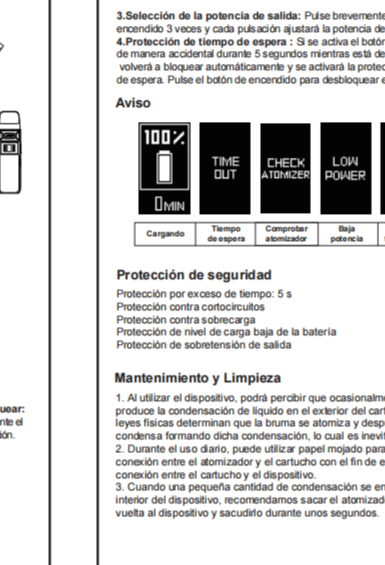 3.Selección de la potencia de salida: Pulse brevemente
encendido 3 veces y cada pulsación ajustará la potencia de
4.Protección de tiempo de espera : Si se activa el botón
de manera accidental durante 5 segundos mientras está de
volverá a bloquear automáticamente y se activará la protec
de espera. Pulse el botón de encendido para desbloquear e
Aviso
100%
0MIN
TIME
OUT
CHECK
ATOMIZER
LOW
POWER
Cargando
Tiempo
de espera
Comprobar
atomizador
Baja
potencia
Protección de seguridad
Protección por exceso de tiempo: 5 s
Protección contra cortocircuitos
Protección contra sobrecarga
Protección de nivel de carga baja de la batería
Protección de sobretensión de salida
Mantenimiento y Limpieza
1. Al utilizar el dispositivo, podrá percibir que ocasionalme
produce la condensación de líquido en el exterior del cart
leyes físicas determinan que la bruma se atomiza y desp
condensa formando dicha condensación, lo cual es inevit
2. Durante el uso diario, puede utilizar papel mojado para
conexión entre el atomizador y el cartucho con el fin de e
conexión entre el cartucho y el dispositivo.
3. Cuando una pequeña cantidad de condensación se en
interior del dispositivo, recomendamos sacar el atomizado
vuelta al dispositivo y sacudirlo durante unos segundos.
uear:
nte el
ión.